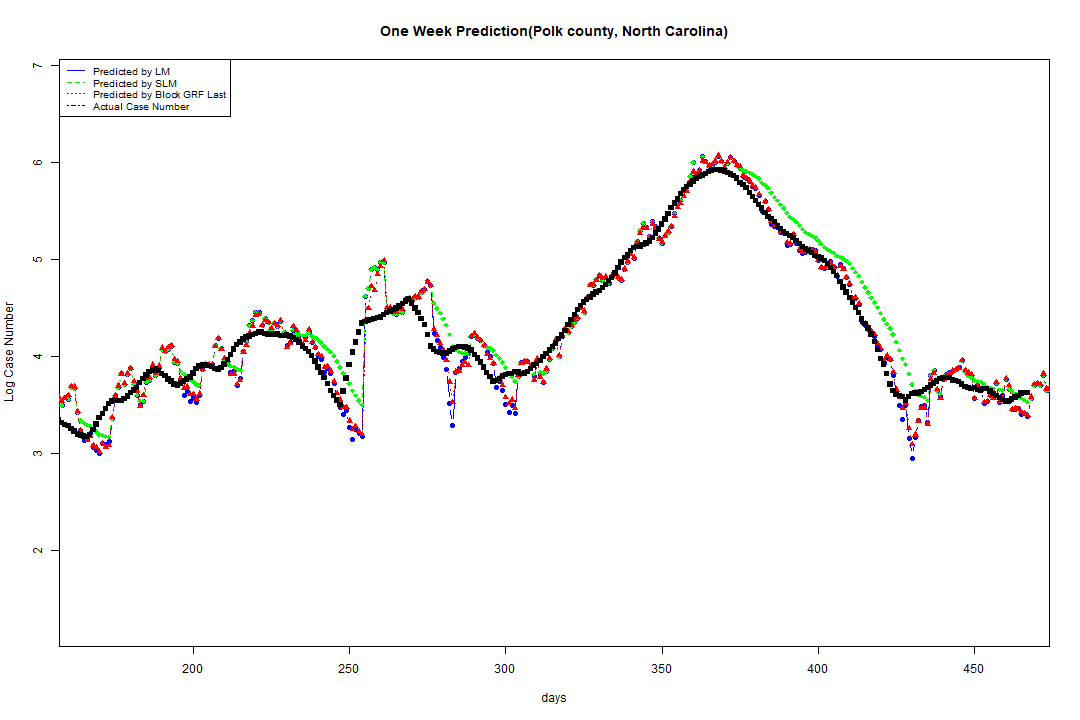 One Week Prediction(Polk county, North Carolina)
Predicted by LM
Predicted by SLM
Predicted by Block GRF Last
Actual Case Number
7
6
5
4
3
2
Log Case Number
200 250 300 350 400 450
days